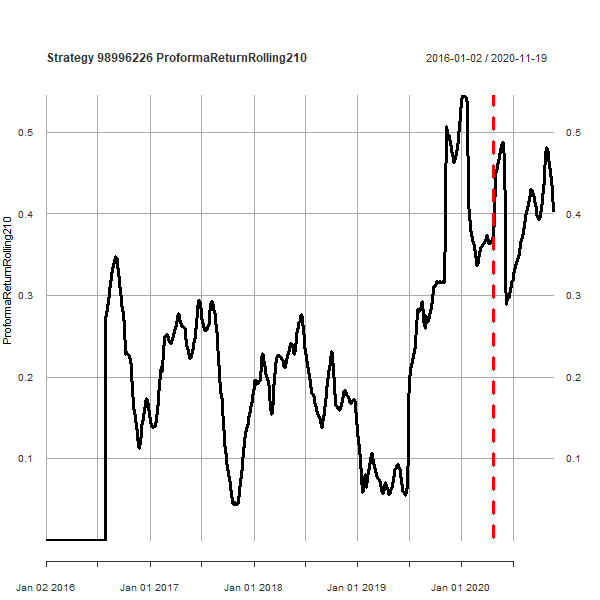 Strategy 98996226 ProformaReturnRolling210
2016-01-02 / 2020-11-19
ProformaReturnRolling210
0.5
0.5
0.4
0.4
0.3
0.3
0.2
0.2
0.1
0.1
Jan 02 2016
Jan 01 2017
Jan 01 2018
Jan 01 2019
Jan 01 2020